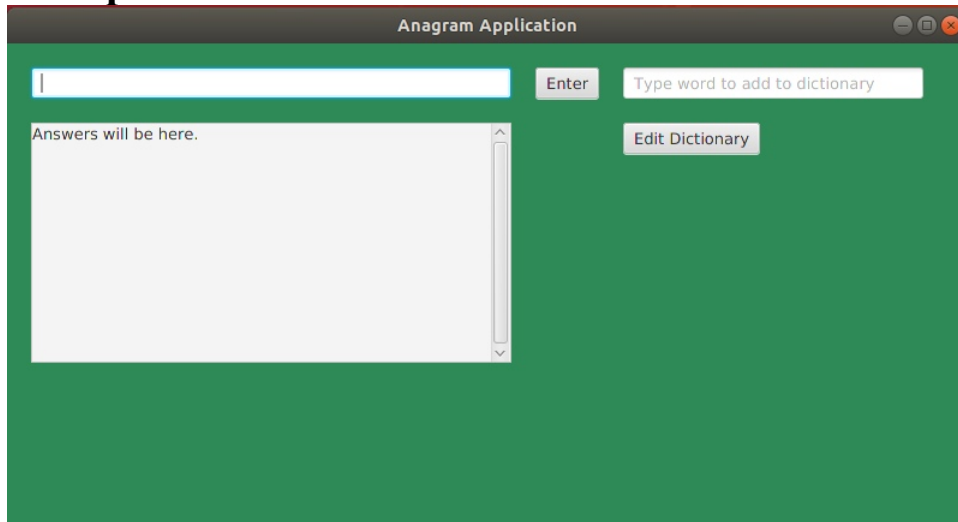 Anagram Application
Enter
Type word to add to dictionary
Answers will be here.
Edit Dictionary